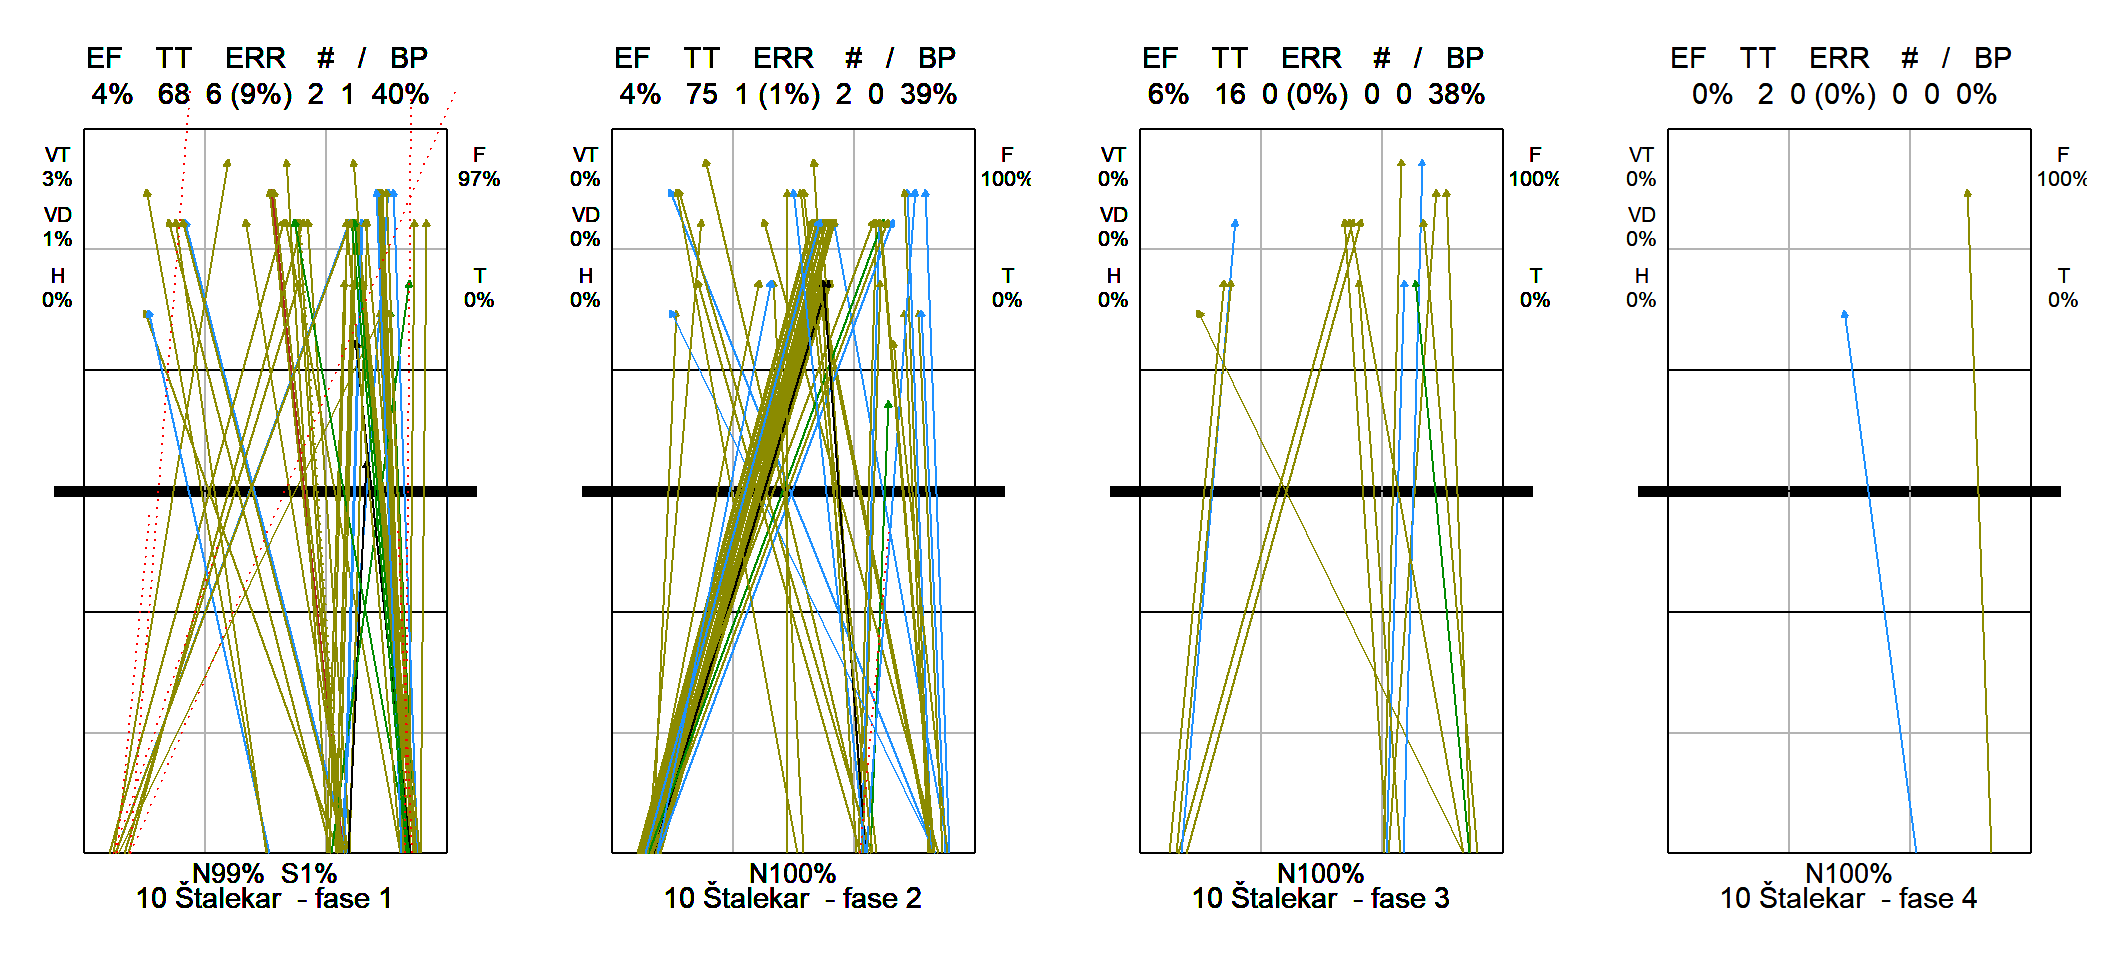 EF TT ERR # / BP
4% 68 6 (9%) 2 1 40%
VT
3%
VD
1%
H
0%
F
97%
T
0%
N99% S1%
10 Štalekar - fase 1
EF TT ERR # / BP
4% 75 1 (1%) 2 0 39%
VT
0%
VD
0%
H
0%
F
100%
T
0%
N100%
10 Štalekar - fase 2
EF TT ERR # / BP
6% 16 0 (0%) 0 0 38%
VT
0%
VD
0%
H
0%
F
100%
T
0%
N100%
10 Štalekar - fase 3
EF TT ERR # / BP
0% 2 0 (0%) 0 0 0%
VT
0%
VD
0%
H
0%
F
100%
T
0%
N100%
10 Štalekar - fase 4